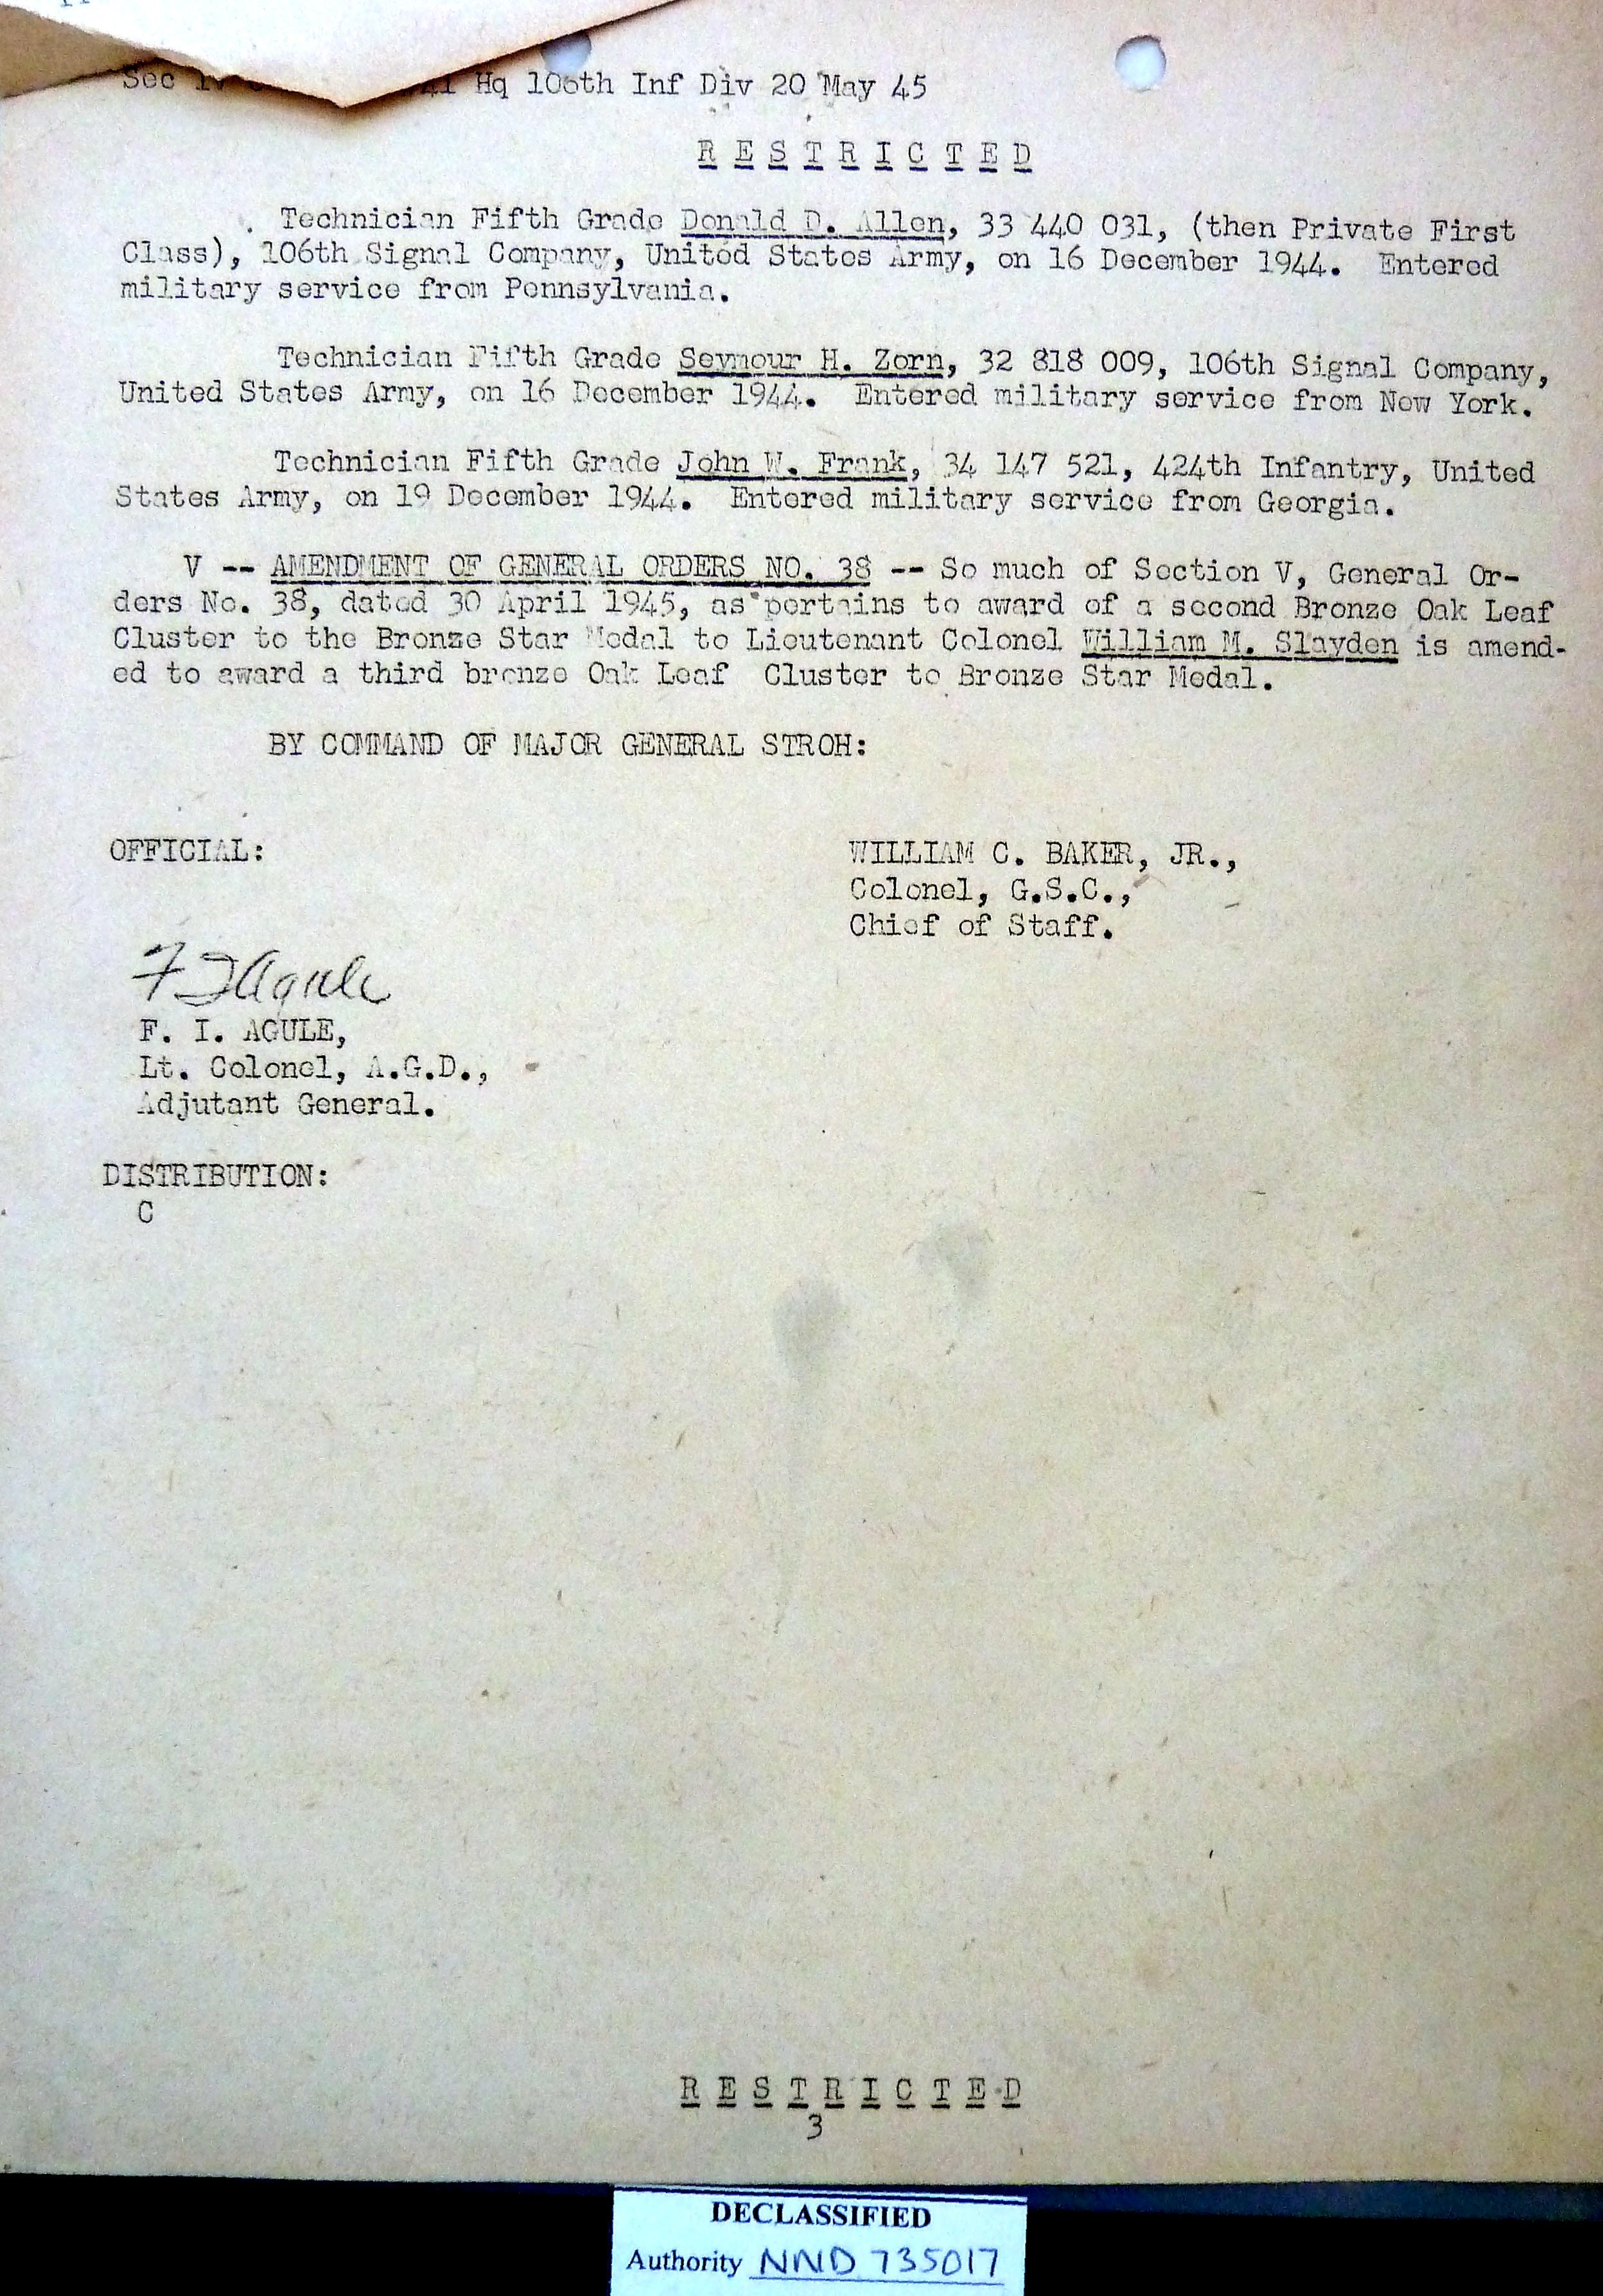 Sec Hq 106th Inf Div 20 May 45
R E S T R I C T E D
Technician Fifth Grade Donald D. Allen, 33 440 031, (then Private First
Class), 106th Signal Company, United States Army, on 16 December 1944. Entered
military service from Pennsylvania.
Technician Fifth Grade Seymour H. Zorn, 32 818 009, 106th Signal Company,
United States Army, on 16 December 1944. Entered military service from New York.
Technician Fifth Grade John W. Frank, 34 147 521, 424th Infantry, United
States Army, on 19 December 1944. Entered military service from Georgia.
V -- AMENDMENT OF GENERAL ORDERS NO. 38 -- So much of Section V, General Or-
ders No. 38, dated 30 April 1945, as pertains to award of a second Bronze Oak Leaf
Cluster to the Bronze Star Medal to Lieutenant Colonel William M. Slayden is amend-
ed to award a third bronze Oak Leaf Cluster to Bronze Star Medal.
BY COMMAND OF MAJOR GENERAL STROH:
OFFICIAL:
WILLIAM C. BAKER, JR.,
Colonel, G.S.C.,
Chief of Staff.
F I Agule
F. I. AGULE,
Lt. Colonel, A.G.D.,
Adjutant General.
DISTRIBUTION:
C
R E S T R I C T E D
3
DECLASSIFIED
Authority NND 735017